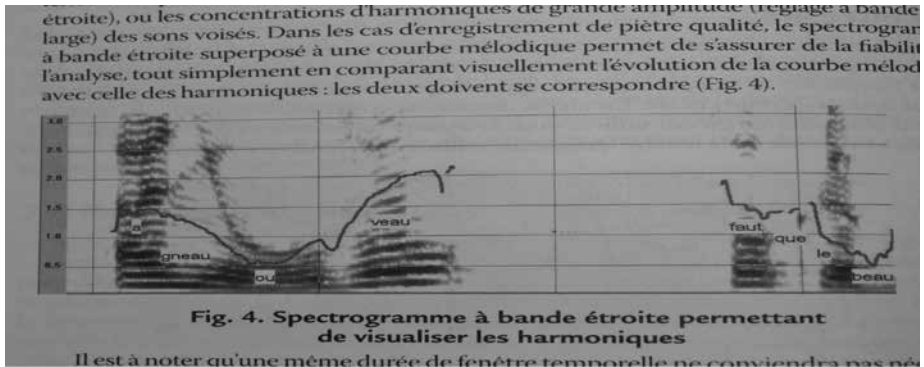 étroite), ou les concentrations d'harmoniques de grande amplitude (réglage à bande
large) des sons voisés. Dans les cas d'enregistrement de piètre qualité, le spectrogran
à bande étroite superposé à une courbe mélodique permet de s'assurer de la fiabili
l'analyse, tout simplement en comparant visuellement l'évolution de la courbe mélod
avec celle des harmoniques : les deux doivent se correspondre (Fig. 4).
3.0
2.5
2.0
1.5
1.0
0.5
l'a
gneau
ou
veau
faut
que
le
beau
Fig. 4. Spectrogramme à bande étroite permettant
de visualiser les harmoniques
Il est à noter qu'une même durée de fenêtre temporelle ne conviendra pas né